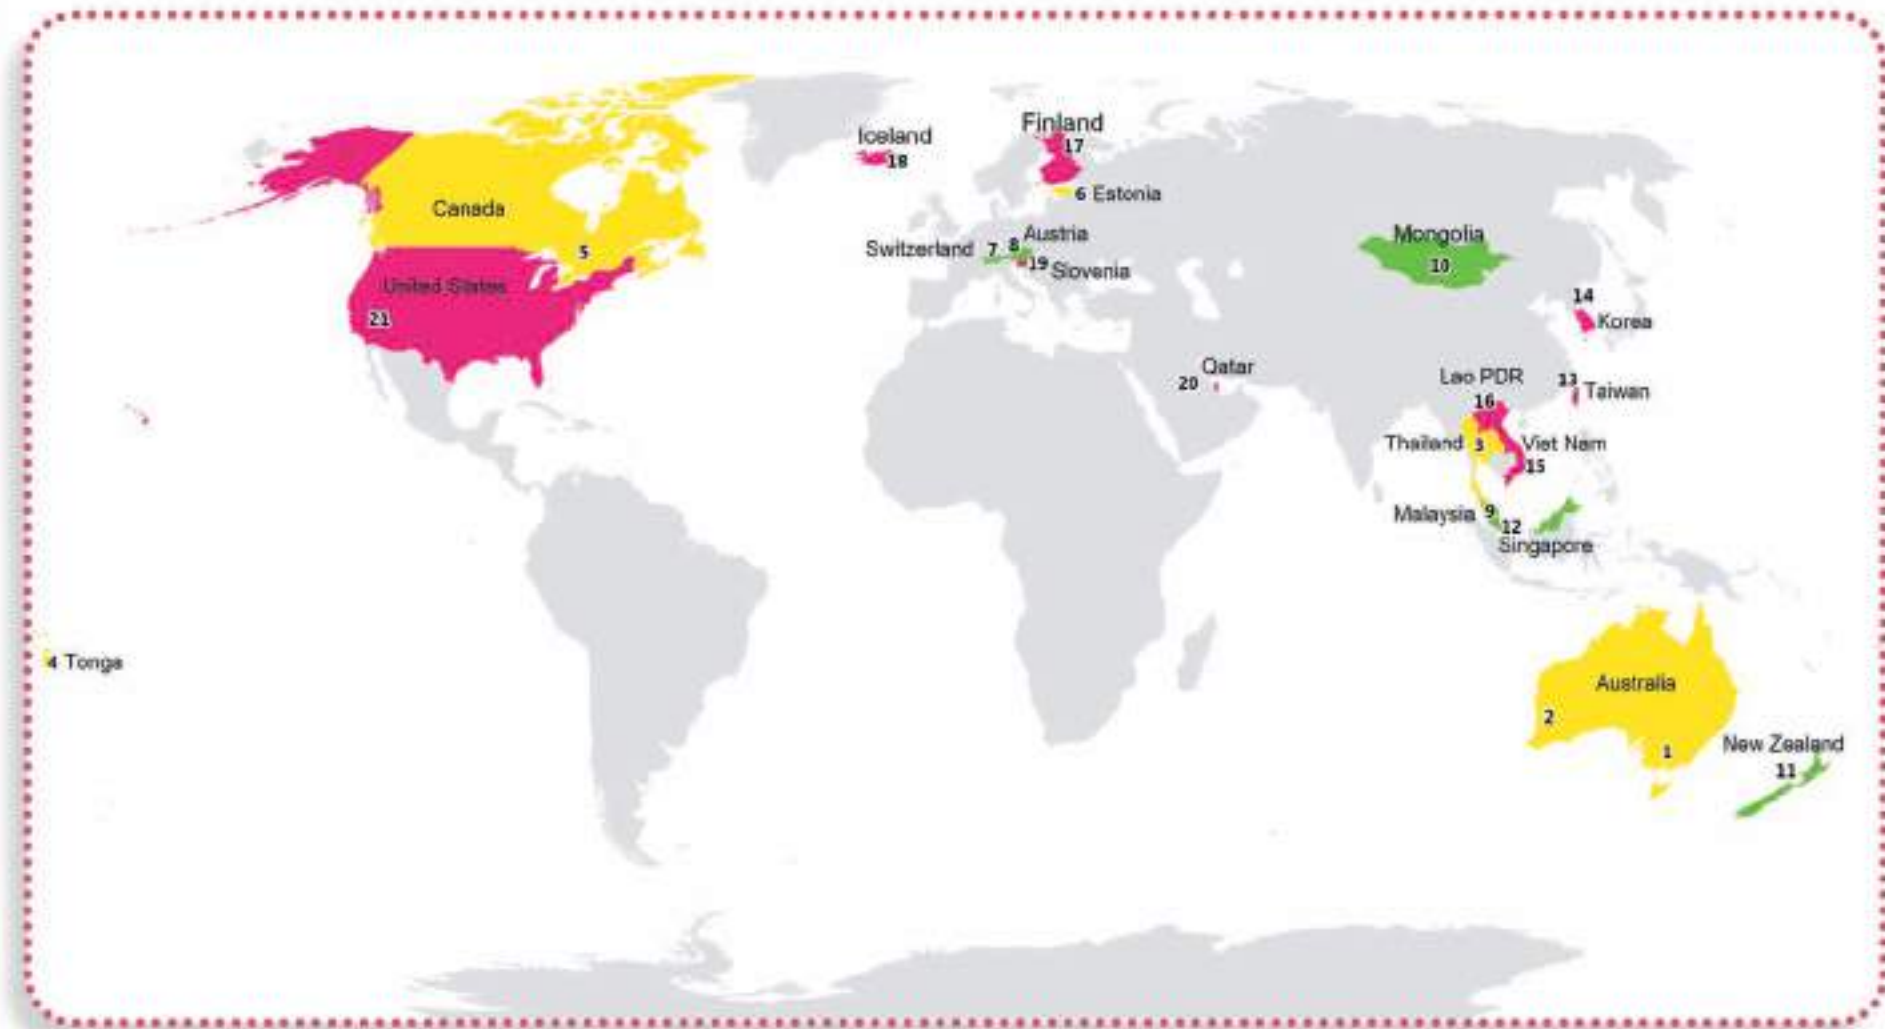 Iceland
18
Finland
17
6 Estonia
Canada
5
Switzerland 7 8 Austria
19 Slovenia
Mongolia
10
United States
21
14
Korea
Qatar
20
Lao PDR
16
13 Taiwan
Thailand 3 Viet Nam
15
Malaysia 9
12
Singapore
4 Tonga
Australia
2
1
New Zealand
11